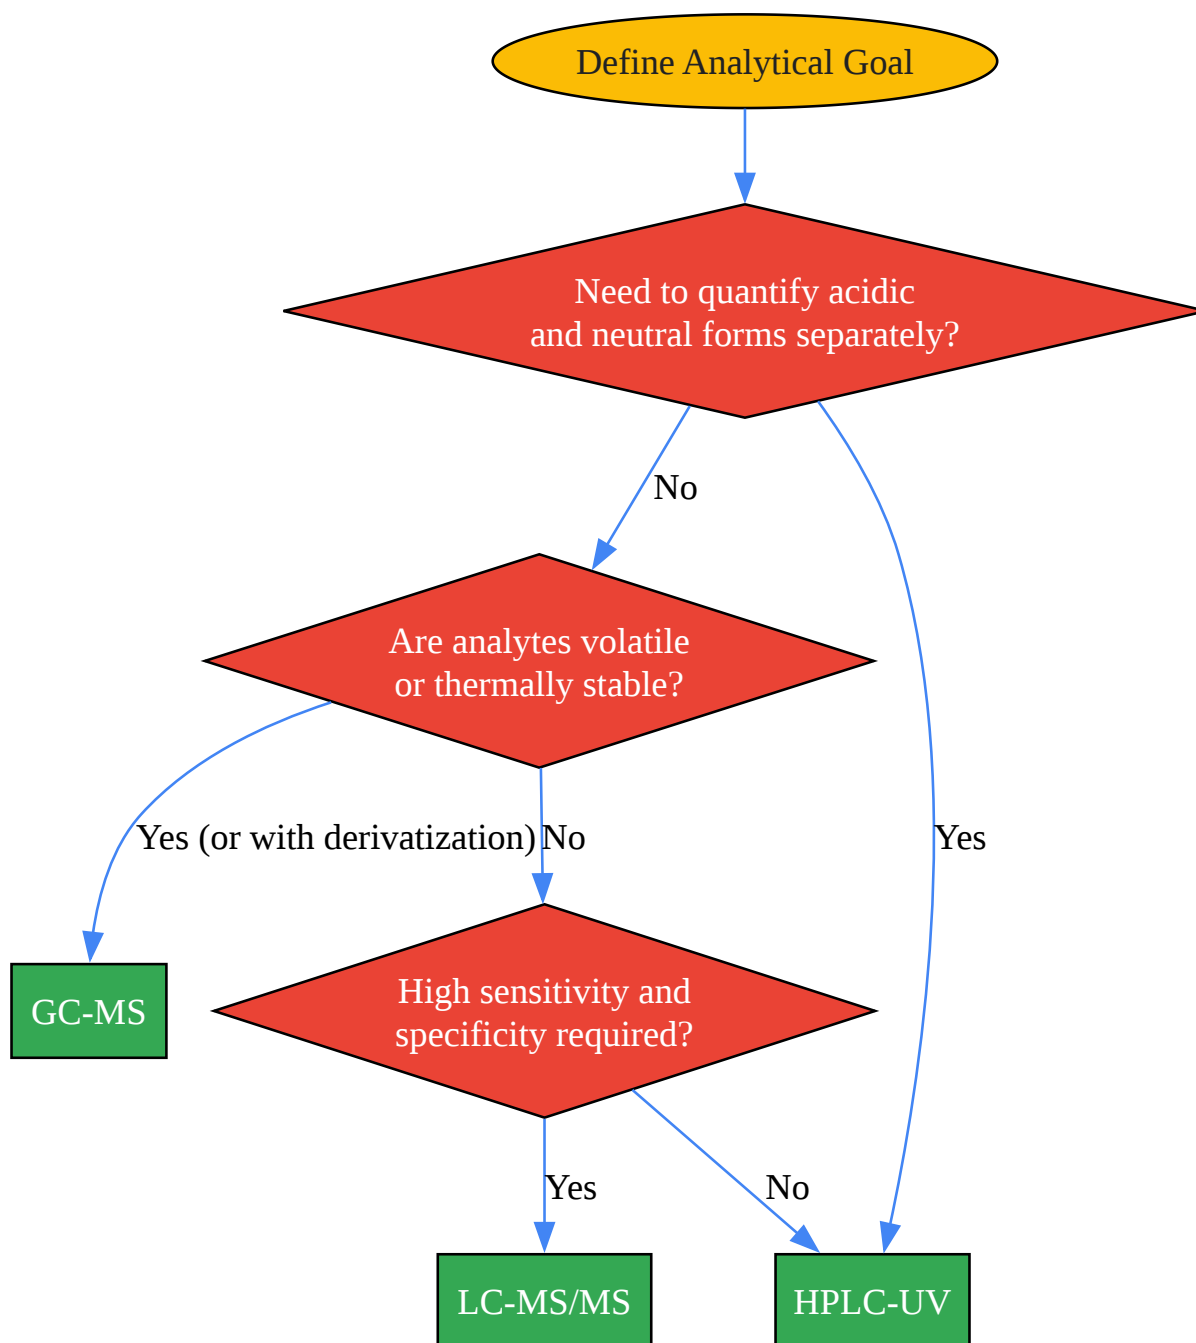 Define Analytical Goal
Need to quantify acidic
and neutral forms separately?
No
Are analytes volatile
or thermally stable?
Yes (or with derivatization)
No
Yes
GC-MS
High sensitivity and
specificity required?
Yes
No
LC-MS/MS
HPLC-UV